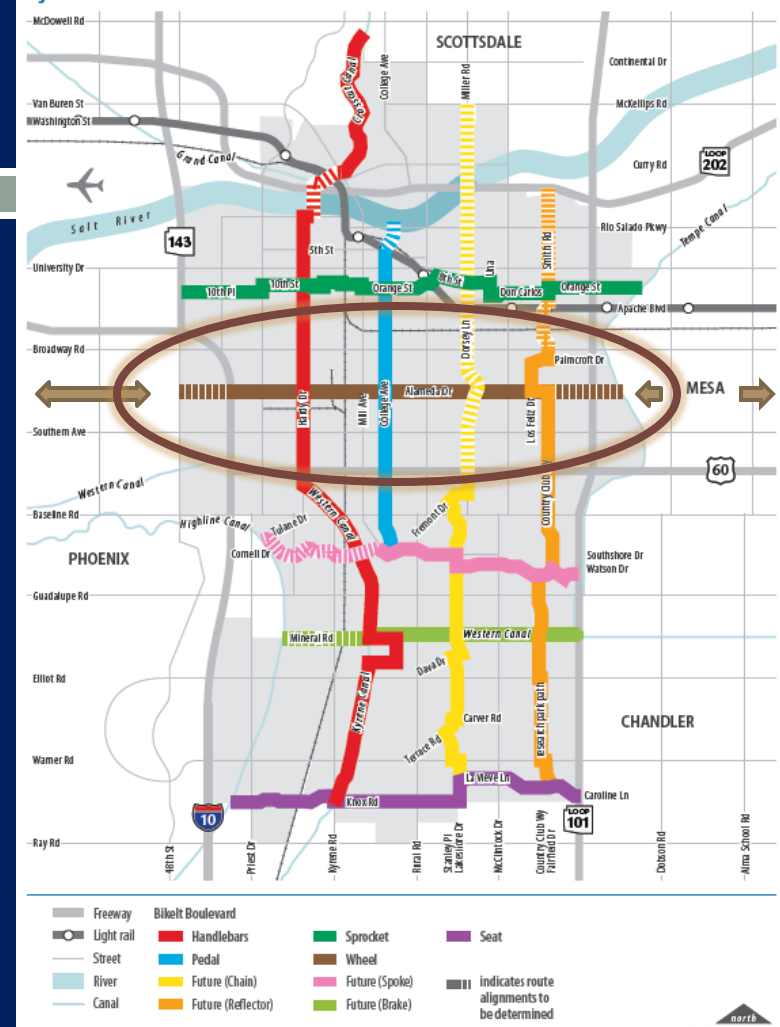 McDowell Rd
SCOTTSDALE
College Ave
Miller Rd
Continental Dr
Van Buren St
McKellips Rd
Washington St
Crosscut Canal
Grand Canal
Curry Rd
LOOP
202
Salt River
143
Rio Salado Pkwy
Tempe Canal
5th St
Smith Rd
University Dr
Una
10th Pl
10th St
Orange St
8th St
Don Carlos
Orange St
Apache Blvd
Broadway Rd
Dorsey Ln
Palmcroft Dr
Alameda Dr
MESA
Hardy Dr
Mill Ave
College Ave
Los Feliz Dr
Southern Ave
60
Western Canal
Country Club Wy
Baseline Rd
Western Canal
Fremont Dr
Highline Canal
Tulane Dr
PHOENIX
Cornell Dr
Southshore Dr
Watson Dr
Guadalupe Rd
Mineral Rd
Western Canal
Elliot Rd
Dava Dr
Kyrene Canal
research park path
Carver Rd
CHANDLER
Terrace Rd
Warner Rd
La Vieve Ln
Caroline Ln
Knox Rd
10
LOOP
101
Ray Rd
48th St
Priest Dr
Kyrene Rd
Rural Rd
Stanley Pl
Lakeshore Dr
McClintock Dr
Country Club Wy
Fairfield Dr
Dobson Rd
Alma School Rd
Freeway
BikeIt Boulevard
Light rail
Handlebars
Sprocket
Seat
Street
Pedal
Wheel
River
Future (Chain)
Future (Spoke)
indicates route
alignments to
be determined
Canal
Future (Reflector)
Future (Brake)
north